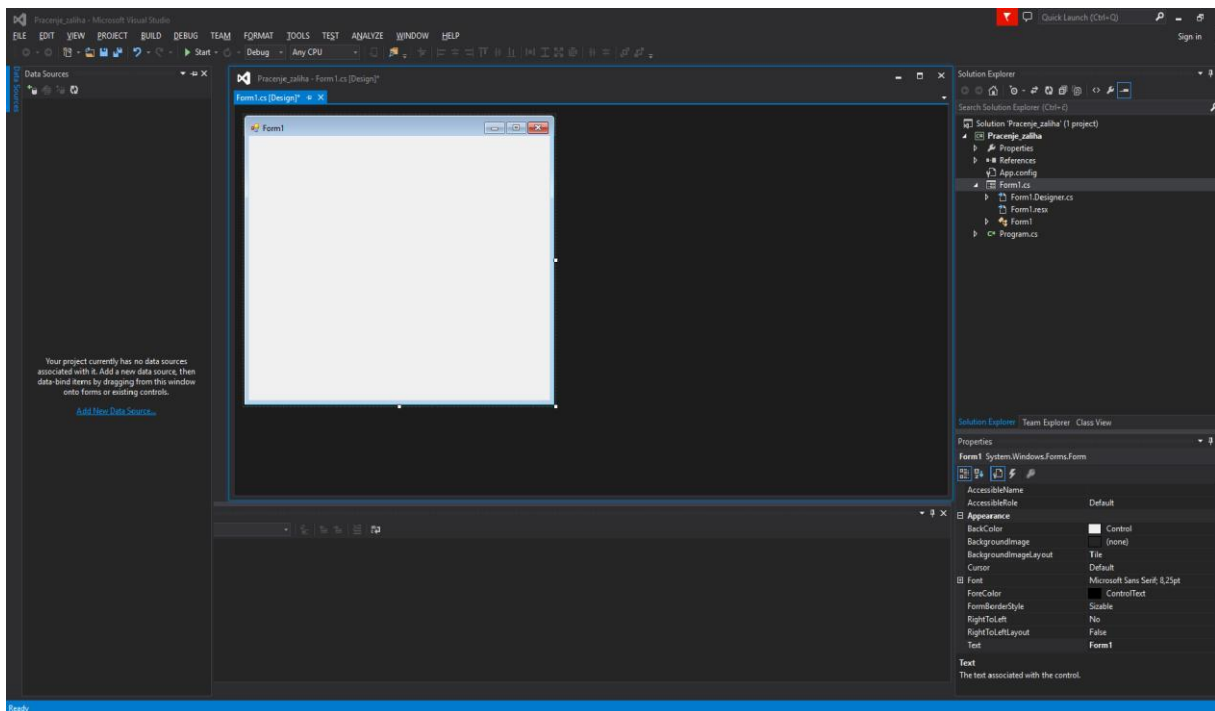 Pracenje_zaliha - Microsoft Visual Studio
Quick Launch (Ctrl+Q)
FILE EDIT VIEW PROJECT BUILD DEBUG TEAM FORMAT TOOLS TEST ANALYZE WINDOW HELP
Sign in
Start
Debug
Any CPU
Data Sources
Data Sources
Your project currently has no data sources
associated with it. Add a new data source, then
data-bind items by dragging from this window
onto forms or existing controls.
Add New Data Source...
Pracenje_zaliha - Form1.cs [Design]*
Form1.cs [Design]*
Form1
Solution Explorer
Search Solution Explorer (Ctrl+č)
Solution 'Pracenje_zaliha' (1 project)
Pracenje_zaliha
Properties
References
App.config
Form1.cs
Form1.Designer.cs
Form1.resx
Form1
C# Program.cs
Solution Explorer Team Explorer Class View
Properties
Form1 System.Windows.Forms.Form
AccessibleName
AccessibleRole Default
Appearance
BackColor Control
BackgroundImage (none)
BackgroundImageLayout Tile
Cursor Default
Font Microsoft Sans Serif; 8,25pt
ForeColor ControlText
FormBorderStyle Sizable
RightToLeft No
RightToLeftLayout False
Text Form1
Text
The text associated with the control.
Ready